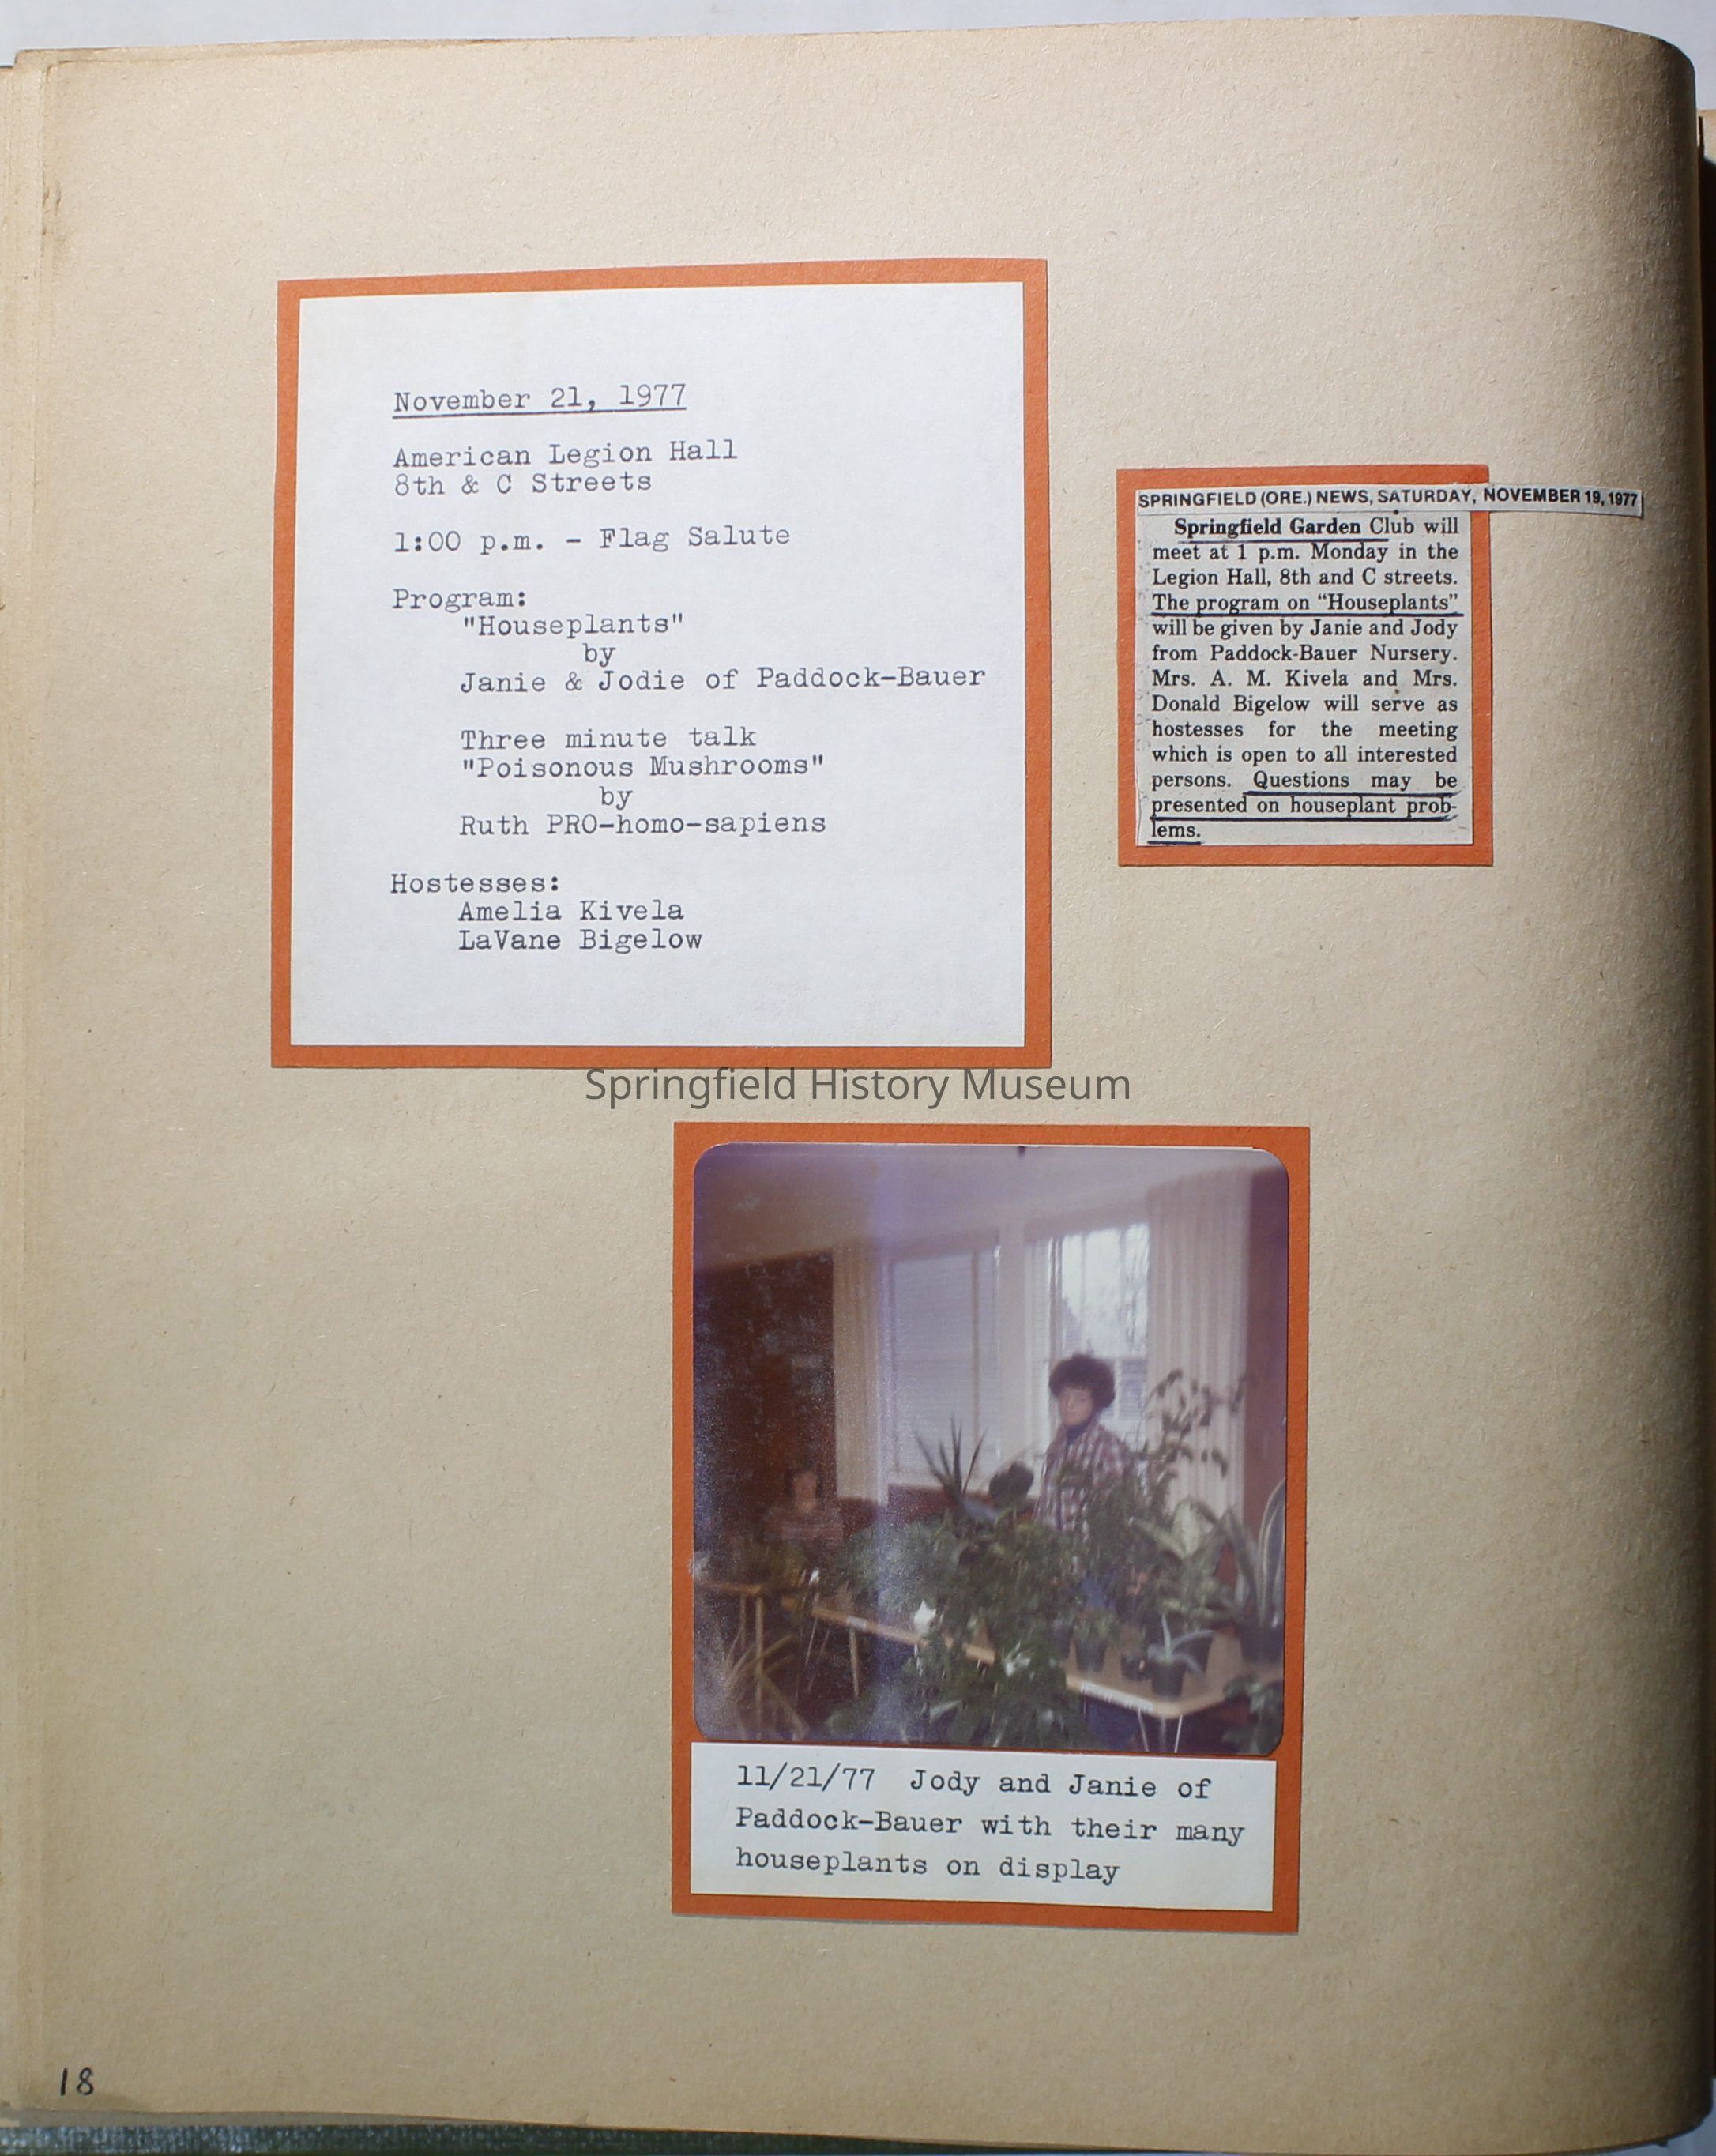 November 21, 1977
American Legion Hall
8th & C Streets
1:00 p.m. - Flag Salute
Program:
"Houseplants"
by
Janie & Jodie of Paddock-Bauer
Three minute talk
"Poisonous Mushrooms"
by
Ruth PRO-homo-sapiens
Hostesses:
Amelia Kivela
LaVane Bigelow
SPRINGFIELD (ORE.) NEWS, SATURDAY, NOVEMBER 19, 1977
Springfield Garden Club will
meet at 1 p.m. Monday in the
Legion Hall, 8th and C streets.
The program on "Houseplants"
will be given by Janie and Jody
from Paddock-Bauer Nursery.
Mrs. A. M. Kivela and Mrs.
Donald Bigelow will serve as
hostesses for the meeting
which is open to all interested
persons. Questions may be
presented on houseplant prob-
lems.
Springfield History Museum
11/21/77 Jody and Janie of
Paddock-Bauer with their many
houseplants on display
18